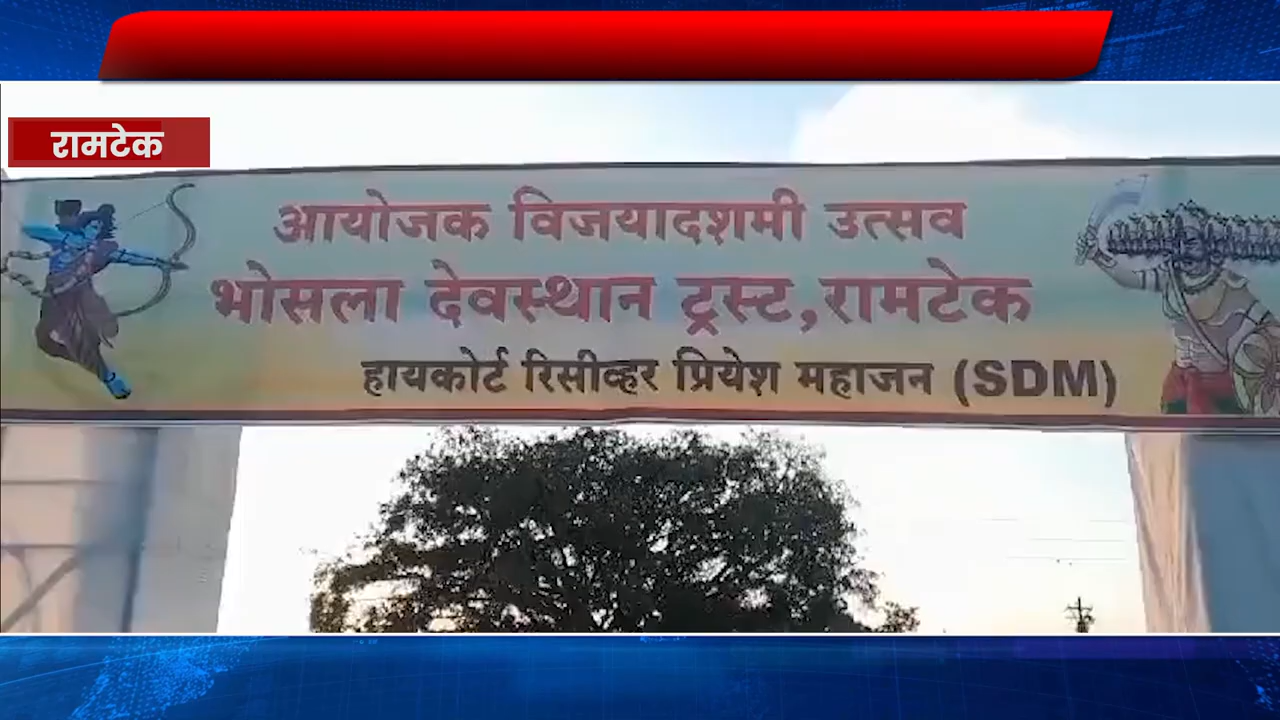 रामटेक
आयोजक विजयादशमी उत्सव
भोसला देवस्थान ट्रस्ट,रामटेक
हायकोर्ट रिसीव्हर प्रियेश महाजन (SDM)